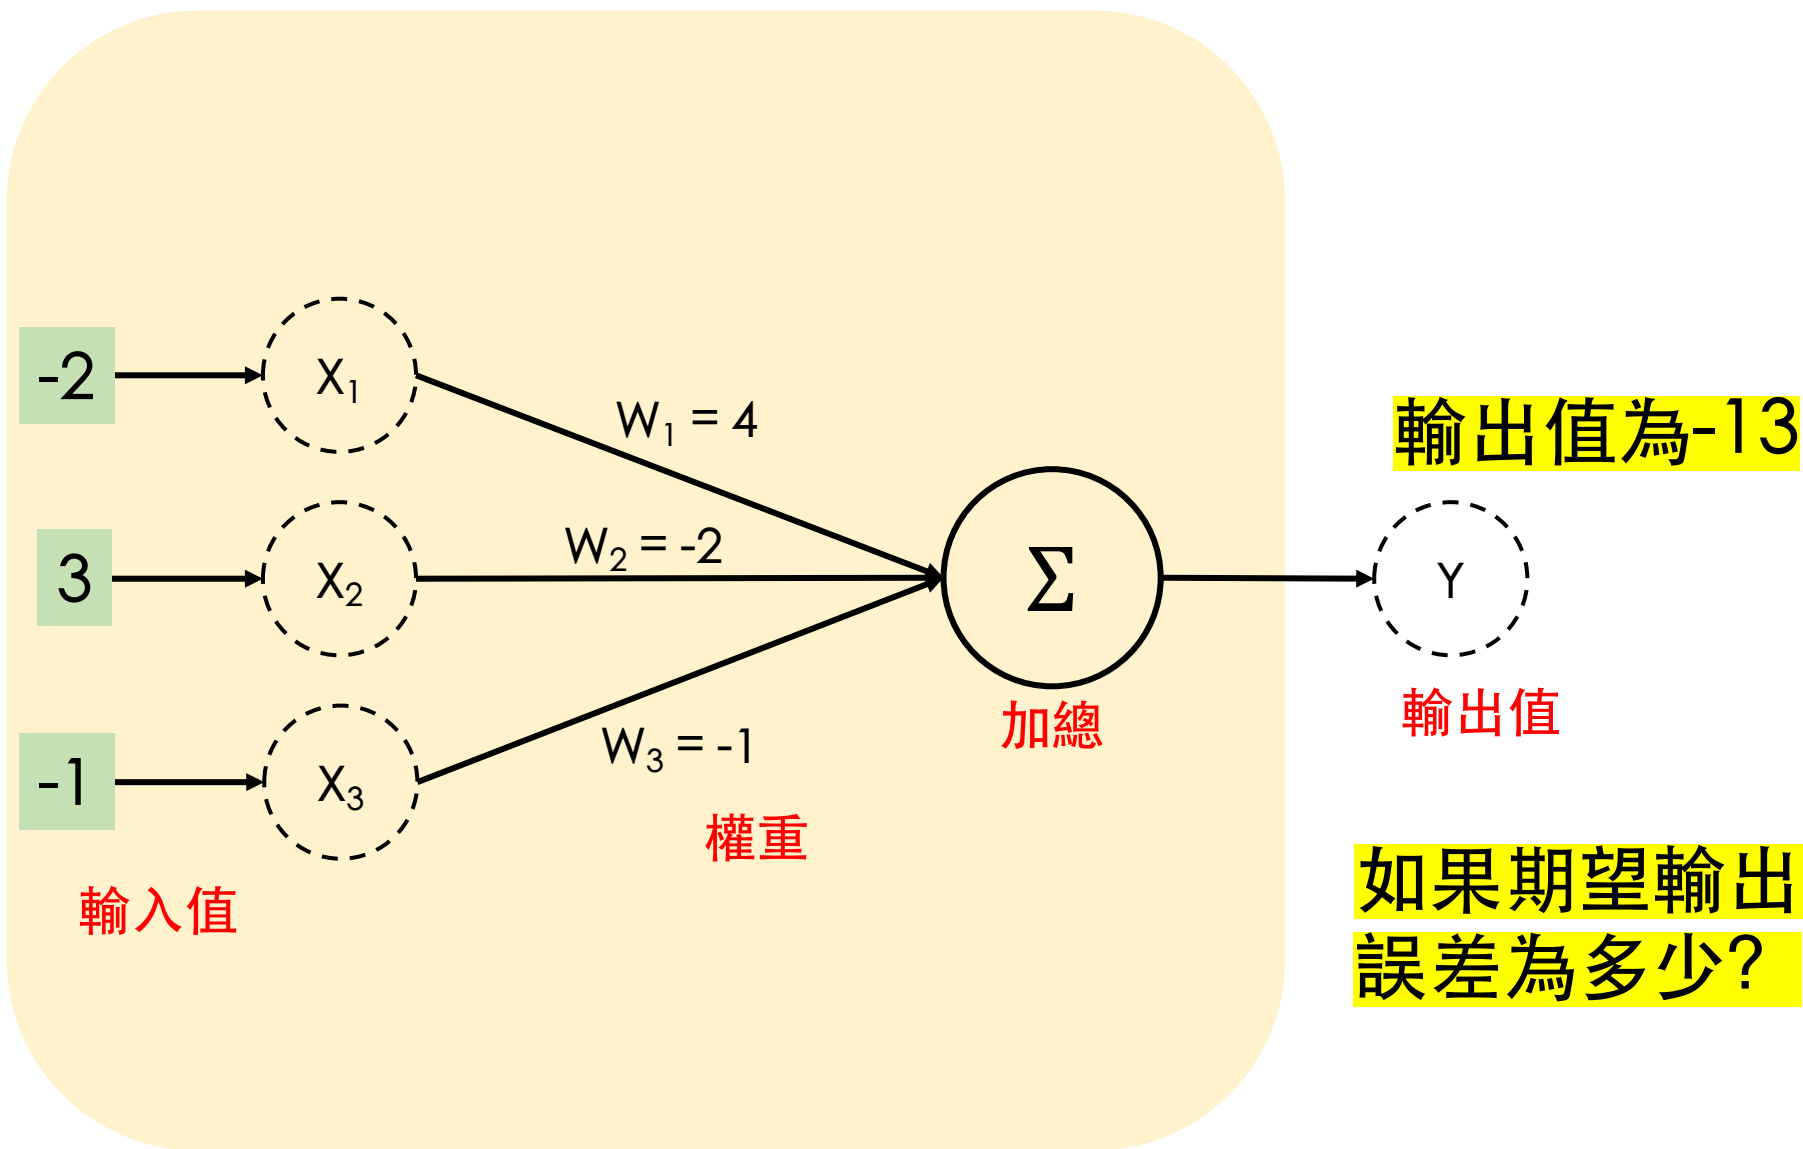 -2
X₁
W₁ = 4
輸出值為-13
3
X₂
W₂ = -2
Σ
Y
-1
X₃
W₃ = -1
加總
輸出值
權重
輸入值
如果期望輸出
誤差為多少?